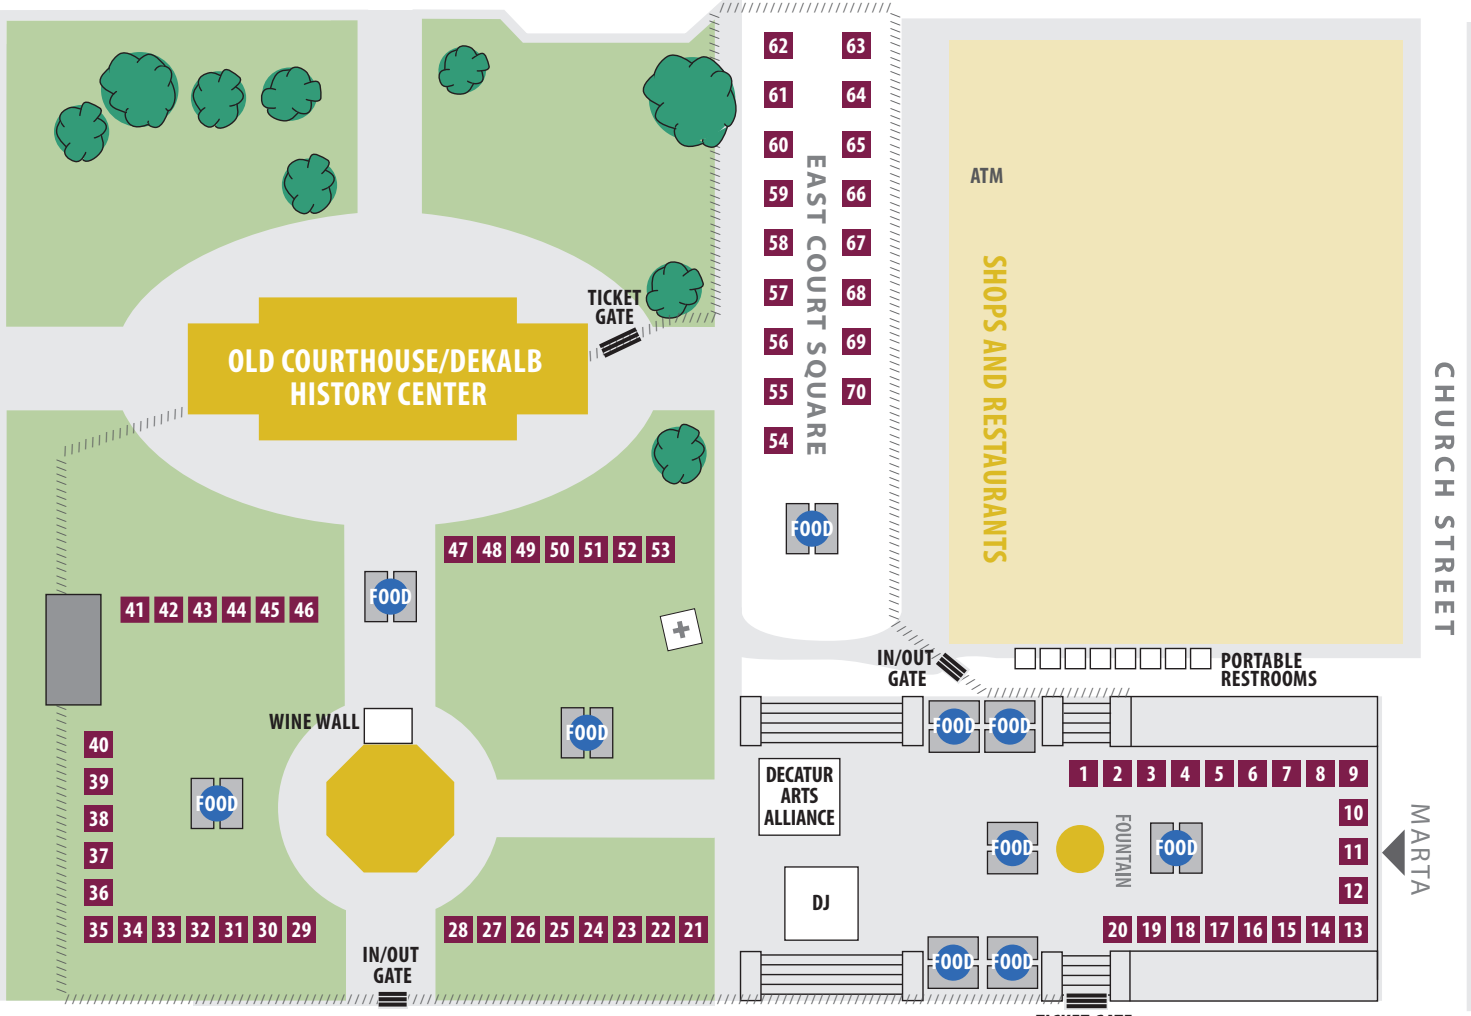 62 63
61 64
60 65
59 66
58 67
57 68
56 69
55 70
54
EAST COURT SQUARE
ATM
SHOPS AND RESTAURANTS
CHURCH STREET
TICKET
GATE
OLD COURTHOUSE/DEKALB
HISTORY CENTER
FOOD
47 48 49 50 51 52 53
FOOD
41 42 43 44 45 46
IN/OUT
GATE
PORTABLE
RESTROOMS
WINE WALL
FOOD
FOOD
FOOD
40
39
38
37
36
35 34 33 32 31 30 29
FOOD
28 27 26 25 24 23 22 21
IN/OUT
GATE
DECATUR
ARTS
ALLIANCE
DJ
1 2 3 4 5 6 7 8 9
10
11
12
FOOD
FOUNTAIN
FOOD
MARTA
20 19 18 17 16 15 14 13
FOOD
FOOD